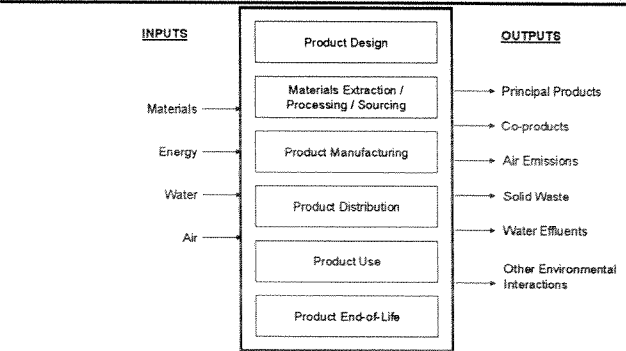 INPUTS
Materials
Energy
Water
Air
Product Design
Materials Extraction /
Processing / Sourcing
Product Manufacturing
Product Distribution
Product Use
Product End-of-Life
OUTPUTS
Principal Products
Co-products
Air Emissions
Solid Waste
Water Effluents
Other Environmental
Interactions